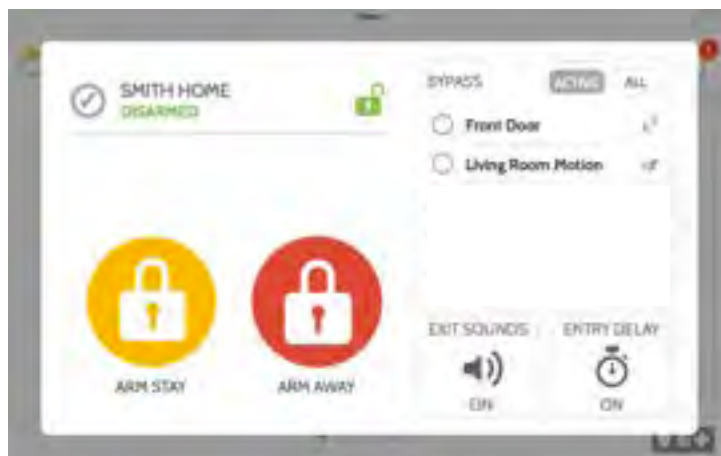 SMITH HOME
DISARMED
ARM STAY
ARM AWAY
BYPASS
ACTIVE ALL
Front Door
Living Room Motion
EXIT SOUNDS
ON
ENTRY DELAY
ON